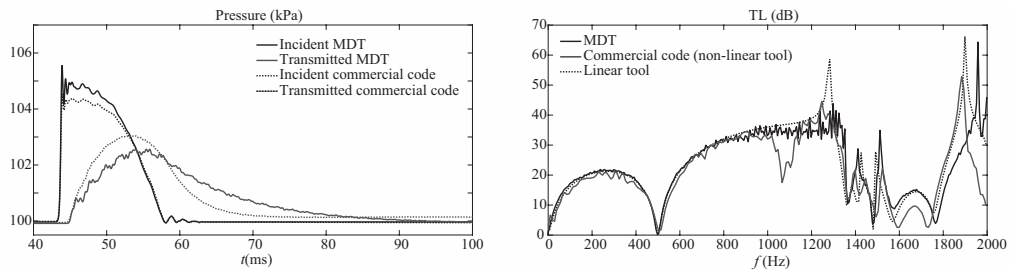 Pressure (kPa)
106
104
102
100
40 50 60 70 80 90 100
t(ms)
Incident MDT
Transmitted MDT
Incident commercial code
Transmitted commercial code
TL (dB)
70
60
50
40
30
20
10
0
0 200 400 600 800 1000 1200 1400 1600 1800 2000
f (Hz)
MDT
Commercial code (non-linear tool)
Linear tool